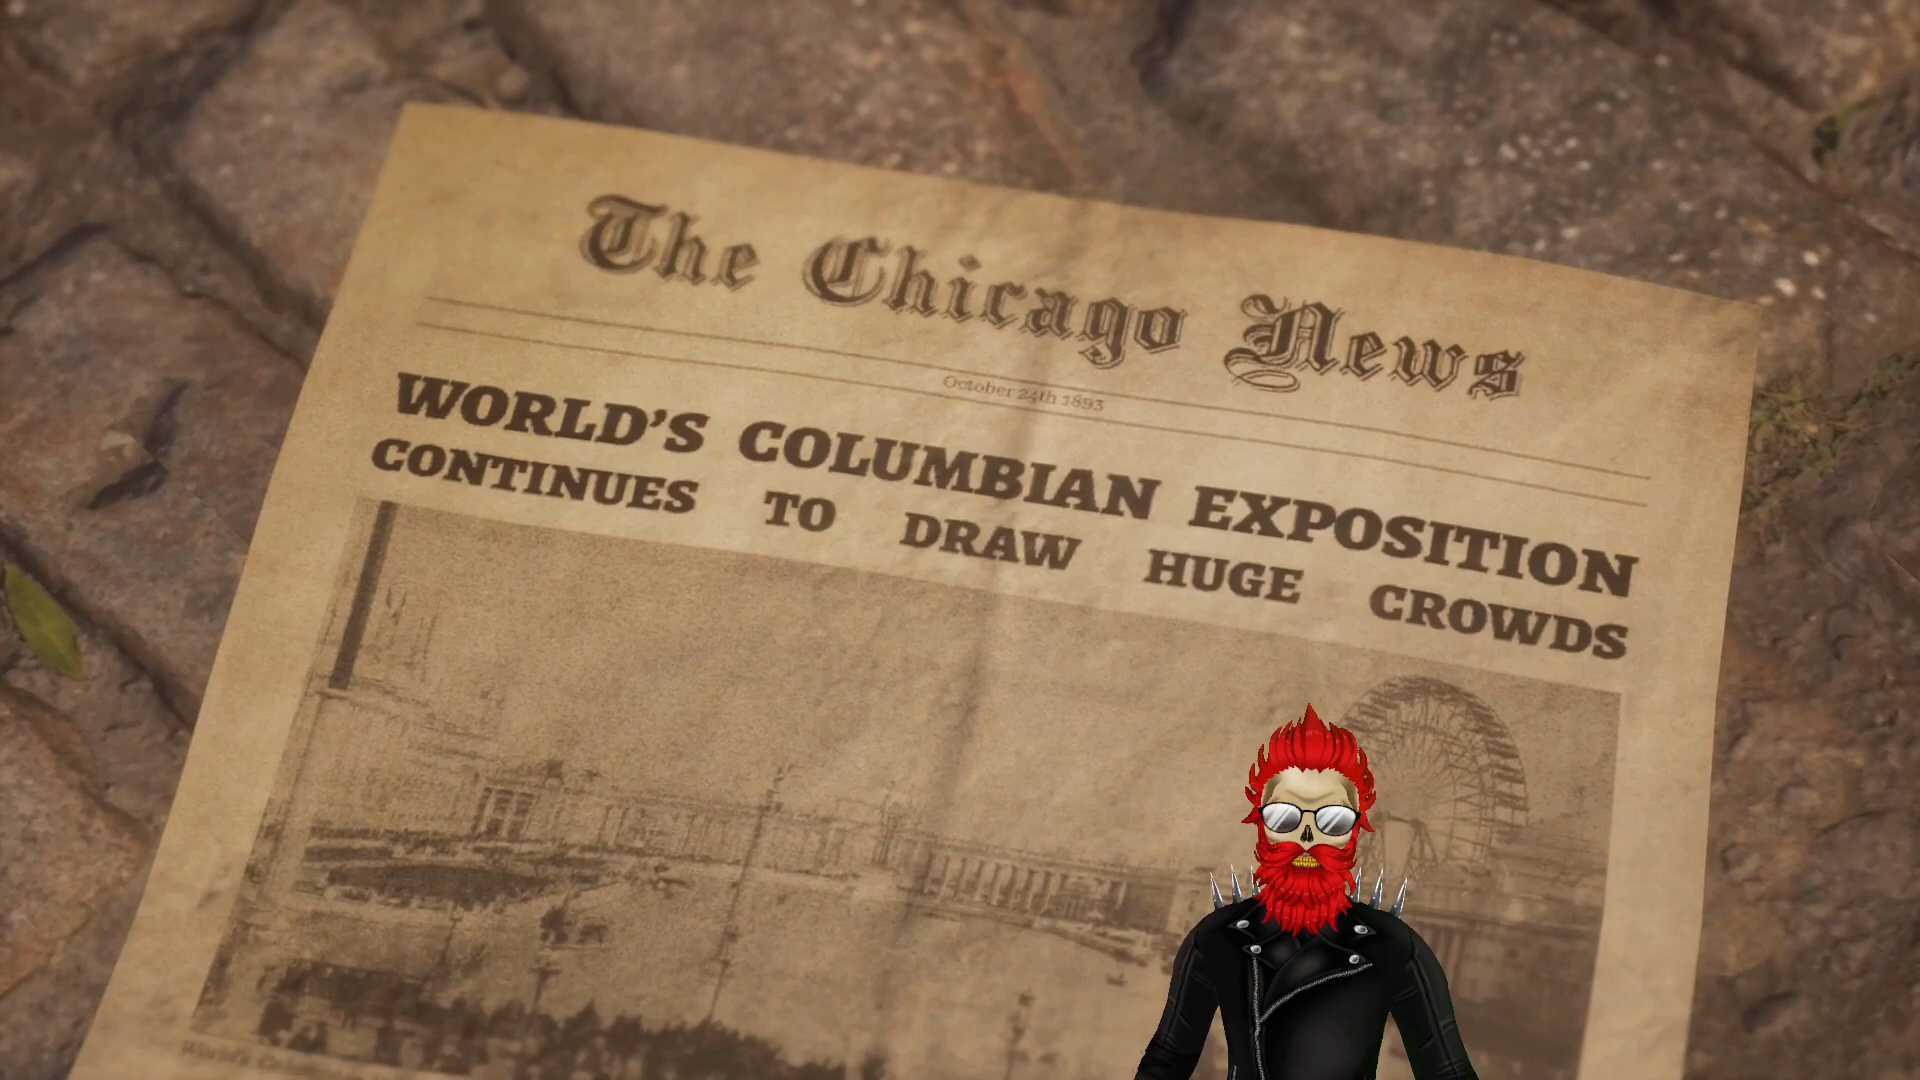 The Chicago News
October 24th 1893
WORLD'S COLUMBIAN EXPOSITION
CONTINUES TO DRAW HUGE CROWDS